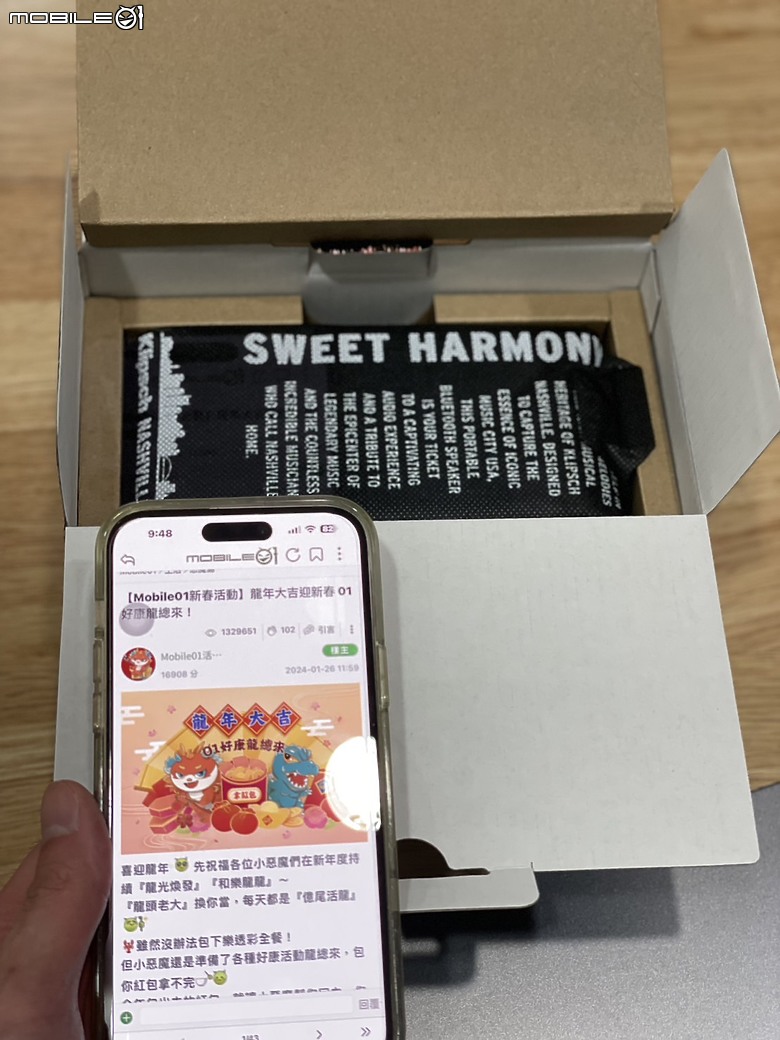 MOBILE01
SWEET HARMONY
Klipsch NASHVILLE
HERITAGE OF KLIPSCH
NASHVILLE. DESIGNED
TO CAPTURE THE
ESSENCE OF ICONIC
MUSIC CITY USA,
THIS PORTABLE
BLUETOOTH SPEAKER
IS YOUR TICKET
TO A CAPTIVATING
AUDIO EXPERIENCE
AND A TRIBUTE TO
THE EPICENTER OF
LEGENDARY MUSIC
AND THE COUNTLESS
INCREDIBLE MUSICIANS
WHO CALL NASHVILLE
HOME.
9:48
82
MOBILE01
【Mobile01新春活動】龍年大吉迎新春 01
好康龍總來！
1329651
102
引言
Mobile01活⋯
樓主
16908 分
2024-01-26 11:59
龍年大吉
01好康龍總來
拿紅包
喜迎龍年 先祝福各位小惡魔們在新年度持
續『龍光煥發』『和樂龍龍』～
『龍頭老大』換你當，每天都是『億尾活龍』
雖然沒辦法包下樂透彩全餐！
但小惡魔還是準備了各種好康活動龍總來，包
你紅包拿不完
回覆